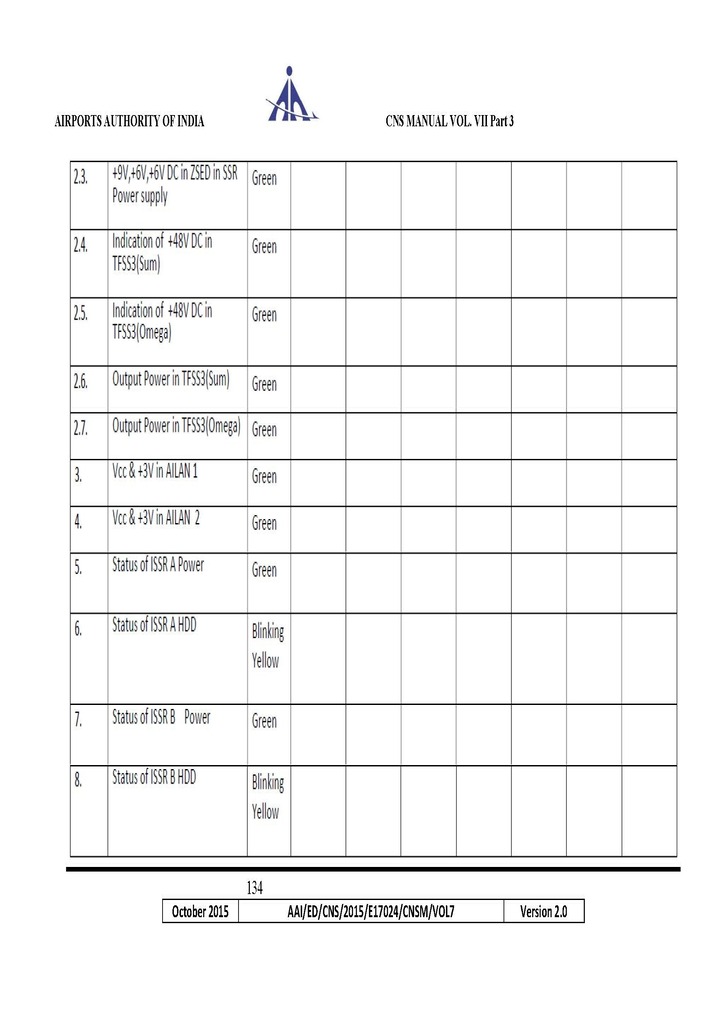 AIRPORTS AUTHORITY OF INDIA CNS MANUAL VOL. VII Part 3
2.3. +9V,+6V,+6V DC in ZSED in SSR Green
Power supply
2.4. Indication of +48V DC in Green
TFSS3(Sum)
2.5. Indication of +48V DC in Green
TFSS3(Omega)
2.6. Output Power in TFSS3(Sum) Green
2.7. Output Power in TFSS3(Omega) Green
3. Vcc & +3V in AILAN 1 Green
4. Vcc & +3V in AILAN 2 Green
5. Status of ISSR A Power Green
6. Status of ISSR A HDD Blinking
Yellow
7. Status of ISSR B Power Green
8. Status of ISSR B HDD Blinking
Yellow
134
October 2015 AAI/ED/CNS/2015/E17024/CNSM/VOL7 Version 2.0